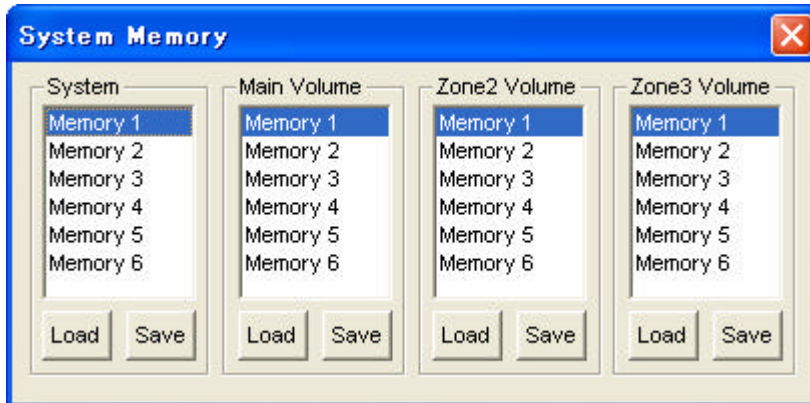 System Memory
System
Memory 1
Memory 2
Memory 3
Memory 4
Memory 5
Memory 6
Load Save
Main Volume
Memory 1
Memory 2
Memory 3
Memory 4
Memory 5
Memory 6
Load Save
Zone2 Volume
Memory 1
Memory 2
Memory 3
Memory 4
Memory 5
Memory 6
Load Save
Zone3 Volume
Memory 1
Memory 2
Memory 3
Memory 4
Memory 5
Memory 6
Load Save